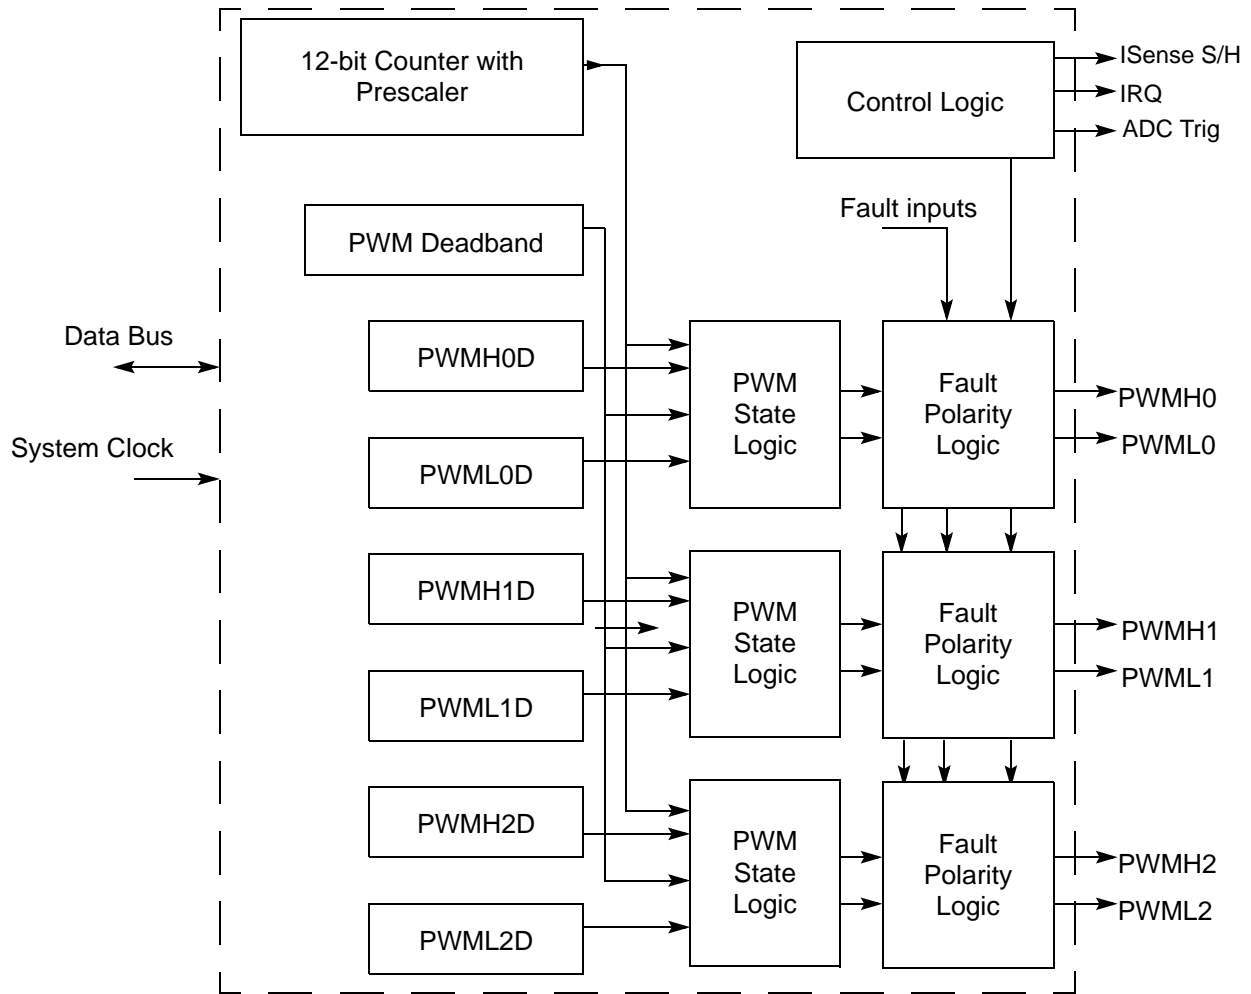 12-bit Counter with
Prescaler
Control Logic
ISense S/H
IRQ
ADC Trig
Fault inputs
PWM Deadband
Data Bus
System Clock
PWMH0D
PWML0D
PWM
State
Logic
Fault
Polarity
Logic
PWMH0
PWML0
PWMH1D
PWML1D
PWM
State
Logic
Fault
Polarity
Logic
PWMH1
PWML1
PWMH2D
PWML2D
PWM
State
Logic
Fault
Polarity
Logic
PWMH2
PWML2